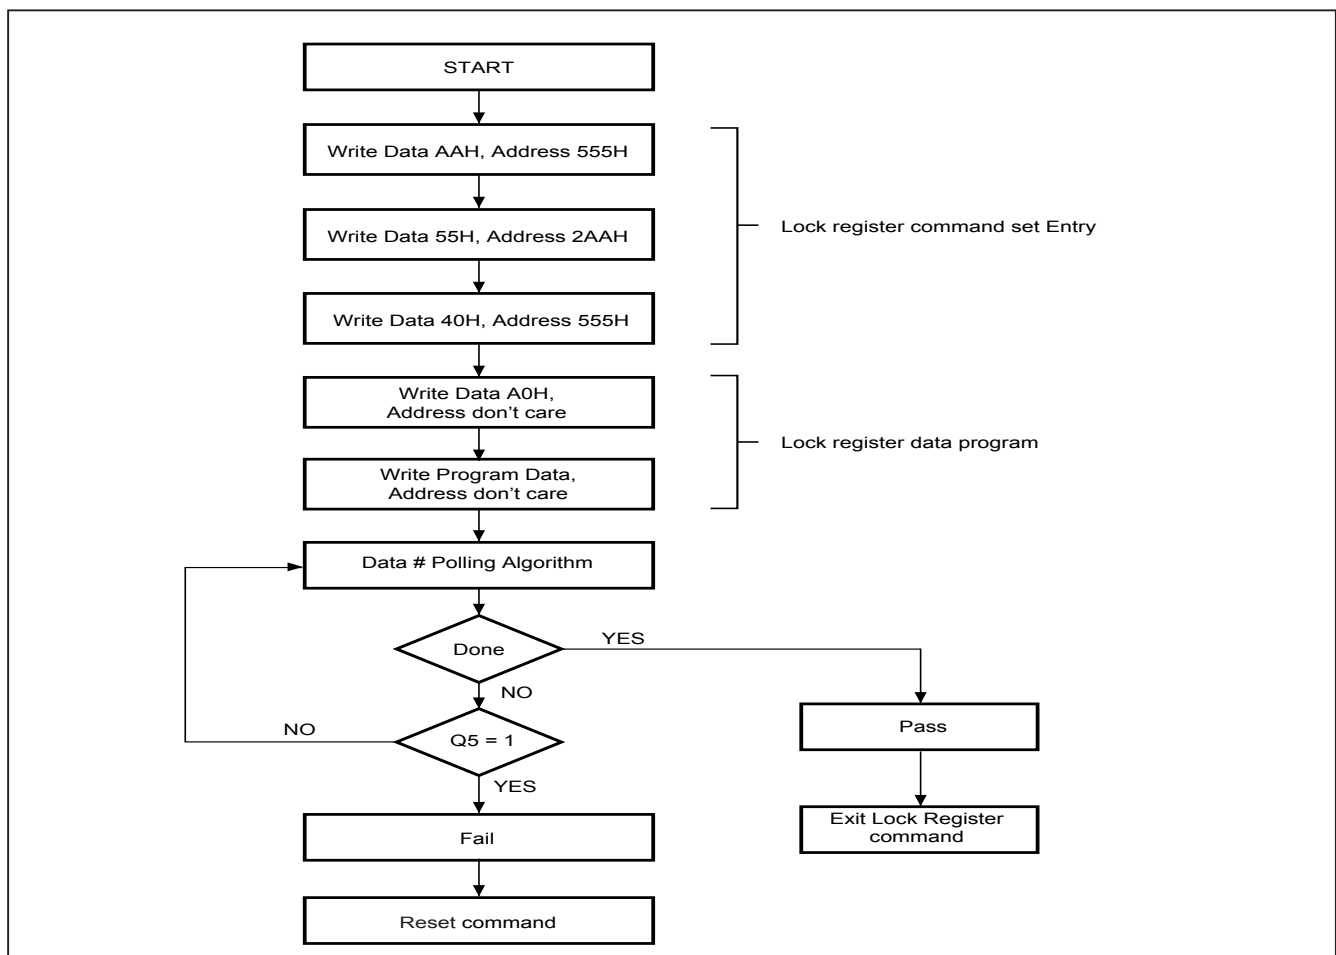 START
Write Data AAH, Address 555H
Write Data 55H, Address 2AAH
Lock register command set Entry
Write Data 40H, Address 555H
Write Data A0H,
Address don't care
Lock register data program
Write Program Data,
Address don't care
Data # Polling Algorithm
Done
YES
NO
Q5 = 1
NO
YES
Pass
Fail
Exit Lock Register
command
Reset command